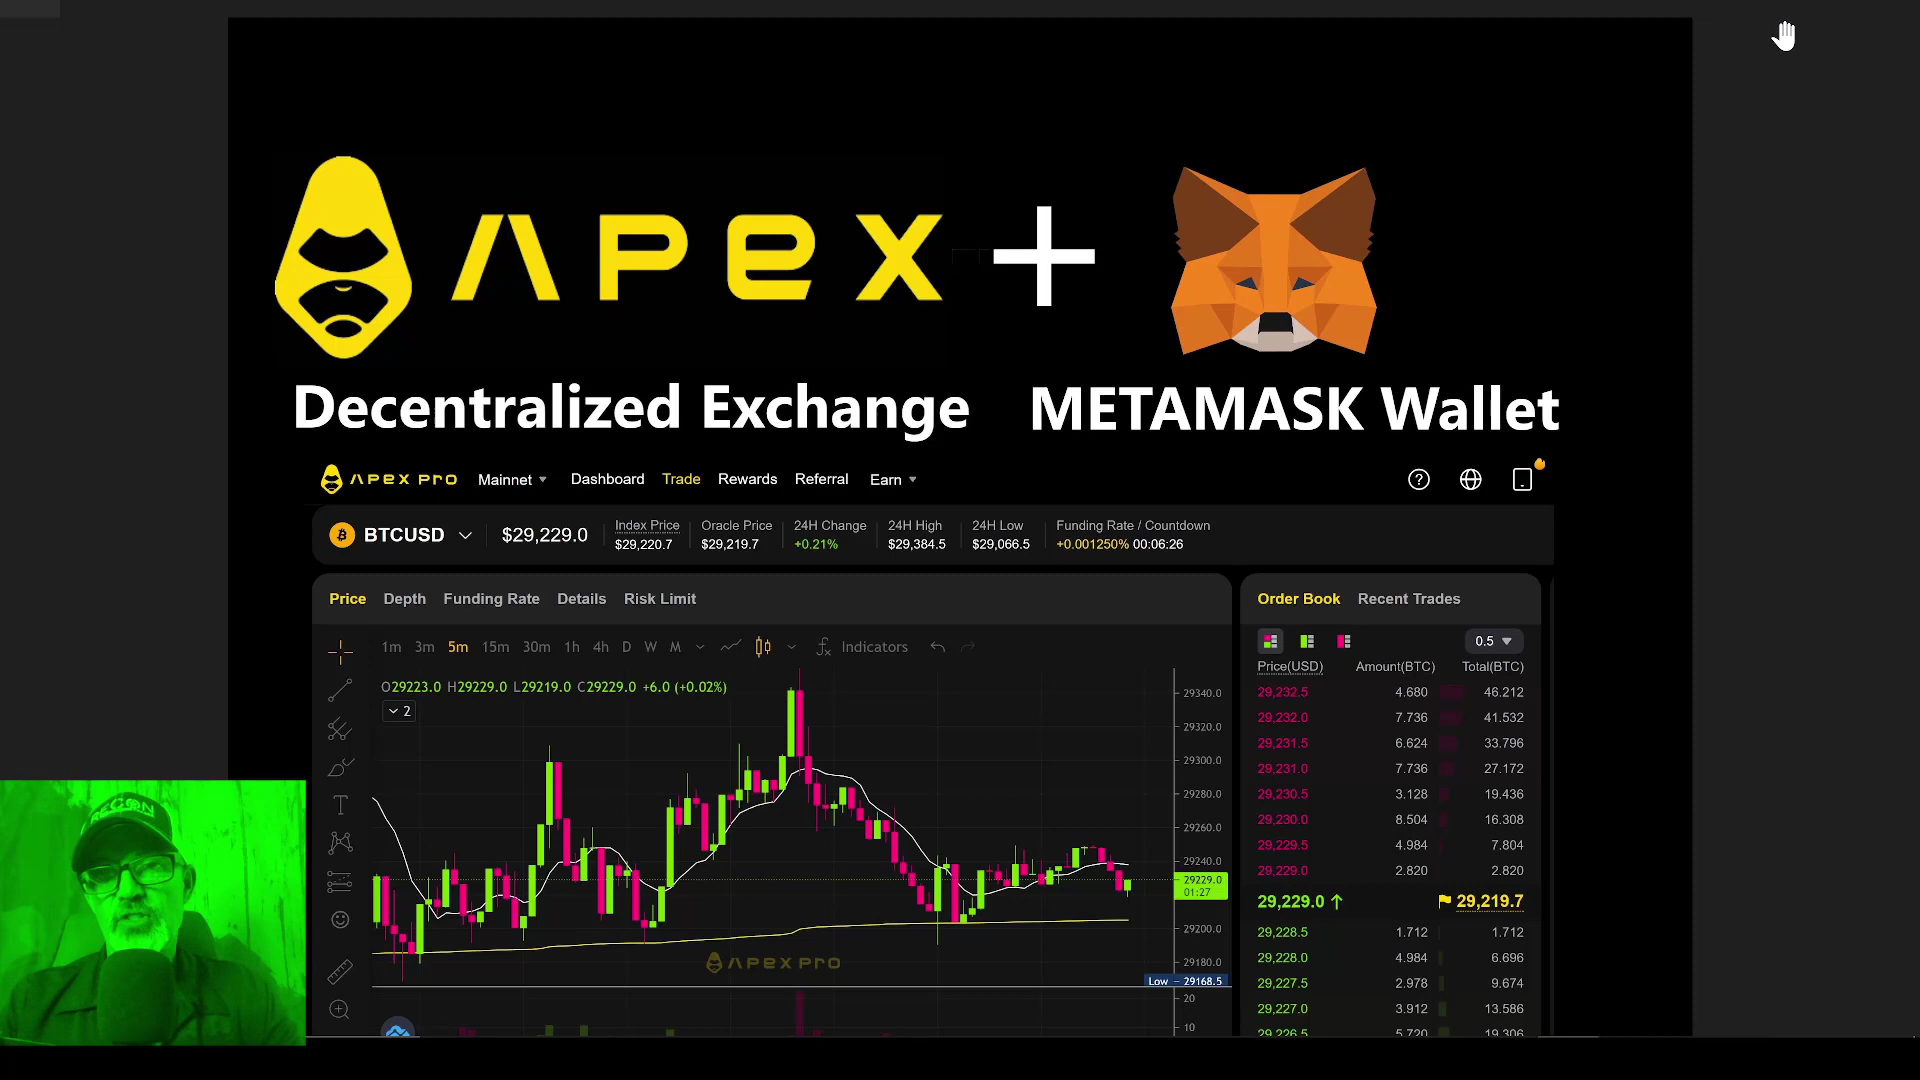 APEX
Decentralized Exchange METAMASK Wallet
APEX PRO Mainnet Dashboard Trade Rewards Referral Earn
BTCUSD $29,229.0
Index Price Oracle Price 24H Change 24H High 24H Low Funding Rate / Countdown
$29,220.7 $29,219.7 +0.21% $29,384.5 $29,066.5 +0.001250% 00:06:26
Price Depth Funding Rate Details Risk Limit
1m 3m 5m 15m 30m 1h 4h D W M Indicators
O29223.0 H29229.0 L29219.0 C29229.0 +6.0 (+0.02%)
2
29340.0
29320.0
29300.0
29280.0
29260.0
29240.0
29229.0
01:27
29200.0
29180.0
Low 29168.5
20
10
APEX PRO
Order Book Recent Trades
0.5
Price(USD) Amount(BTC) Total(BTC)
29,232.5 4.680 46.212
29,232.0 7.736 41.532
29,231.5 6.624 33.796
29,231.0 7.736 27.172
29,230.5 3.128 19.436
29,230.0 8.504 16.308
29,229.5 4.984 7.804
29,229.0 2.820 2.820
29,229.0 ↑ 29,219.7
29,228.5 1.712 1.712
29,228.0 4.984 6.696
29,227.5 2.978 9.674
29,227.0 3.912 13.586
29,226.5 5.720 19.306